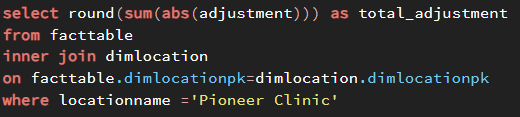 select round(sum(abs(adjustment))) as total_adjustment
from facttable
inner join dimlocation
on facttable.dimlocationpk=dimlocation.dimlocationpk
where locationname ='Pioneer Clinic'